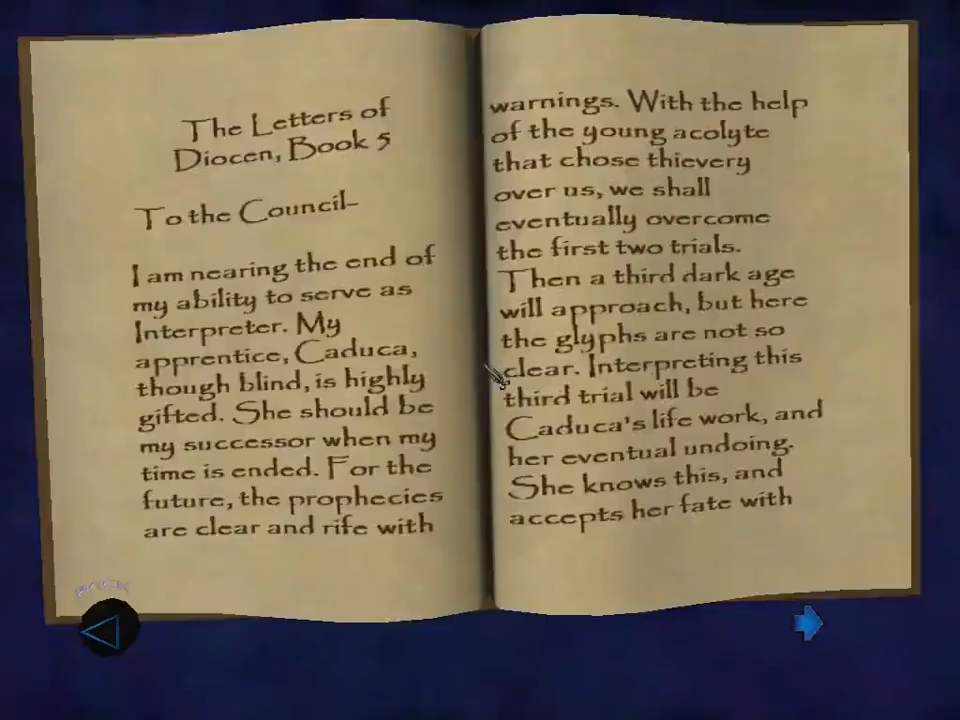 The Letters of
Diocen, Book 5
To the Council-
I am nearing the end of
my ability to serve as
Interpreter. My
apprentice, Caduca,
though blind, is highly
gifted. She should be
my successor when my
time is ended. For the
future, the prophecies
are clear and rife with
warnings. With the help
of the young acolyte
that chose thievery
over us, we shall
eventually overcome
the first two trials.
Then a third dark age
will approach, but here
the glyphs are not so
clear. Interpreting this
third trial will be
Caduca's life work, and
her eventual undoing.
She knows this, and
accepts her fate with
BACK